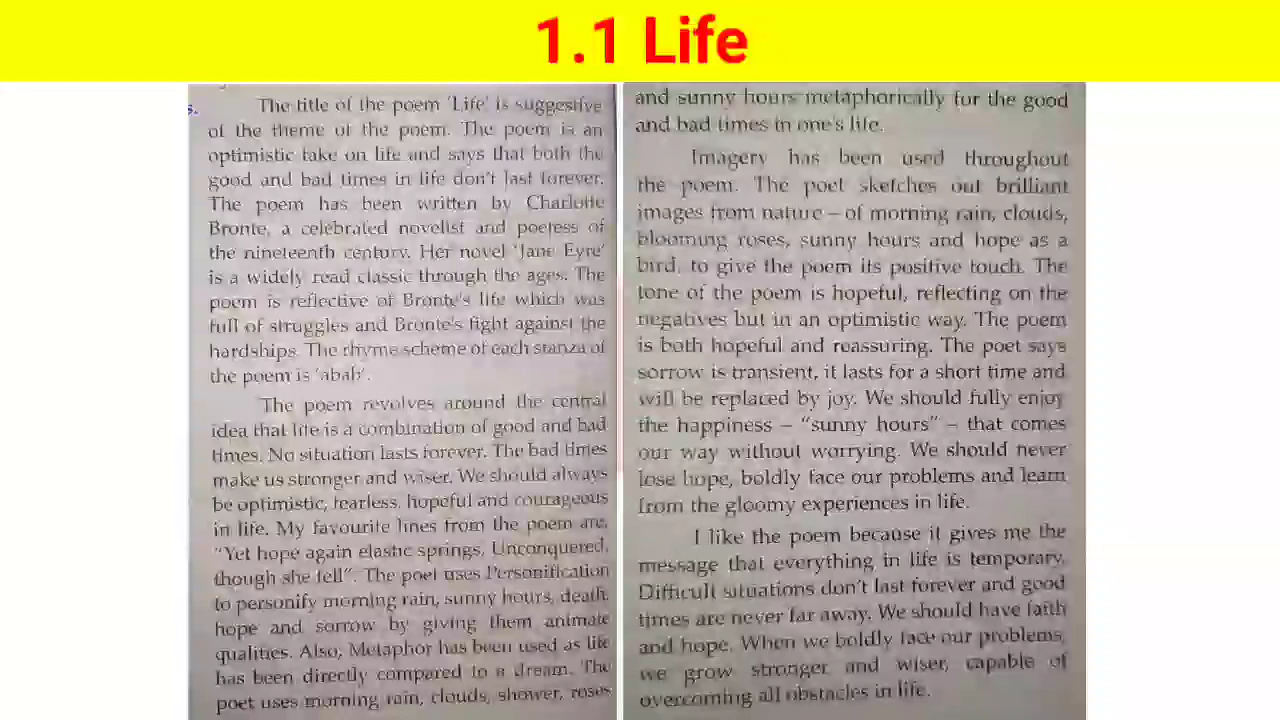 1.1 Life
s.
The title of the poem 'Life' is suggestive
of the theme of the poem. The poem is an
optimistic take on life and says that both the
good and bad times in life don't last forever.
The poem has been written by Charlotte
Bronte, a celebrated novelist and poetess of
the nineteenth century. Her novel 'Jane Eyre'
is a widely read classic through the ages. The
poem is reflective of Bronte's life which was
full of struggles and Bronte's fight against the
hardships. The rhyme scheme of each stanza of
the poem is 'abab'.
The poem revolves around the central
idea that life is a combination of good and bad
times. No situation lasts forever. The bad times
make us stronger and wiser. We should always
be optimistic, fearless, hopeful and courageous
in life. My favourite lines from the poem are,
"Yet hope again elastic springs, Unconquered,
though she fell". The poet uses Personification
to personify morning rain, sunny hours, death,
hope and sorrow by giving them animate
qualities. Also, Metaphor has been used as life
has been directly compared to a dream. The
poet uses morning rain, clouds, shower, roses
and sunny hours metaphorically for the good
and bad times in one's life.
Imagery has been used throughout
the poem. The poet sketches out brilliant
images from nature – of morning rain, clouds,
blooming roses, sunny hours and hope as a
bird, to give the poem its positive touch. The
tone of the poem is hopeful, reflecting on the
negatives but in an optimistic way. The poem
is both hopeful and reassuring. The poet says
sorrow is transient, it lasts for a short time and
will be replaced by joy. We should fully enjoy
the happiness – "sunny hours" – that comes
our way without worrying. We should never
lose hope, boldly face our problems and learn
from the gloomy experiences in life.
I like the poem because it gives me the
message that everything in life is temporary.
Difficult situations don't last forever and good
times are never far away. We should have faith
and hope. When we boldly face our problems,
we grow stronger and wiser, capable of
overcoming all obstacles in life.